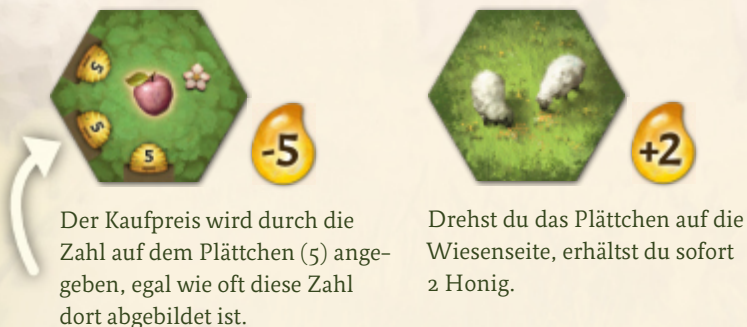 5
5
5
-5
+2
Der Kaufpreis wird durch die
Zahl auf dem Plättchen (5) ange-
geben, egal wie oft diese Zahl
dort abgebildet ist.
Drehst du das Plättchen auf die
Wiesenseite, erhältst du sofort
2 Honig.